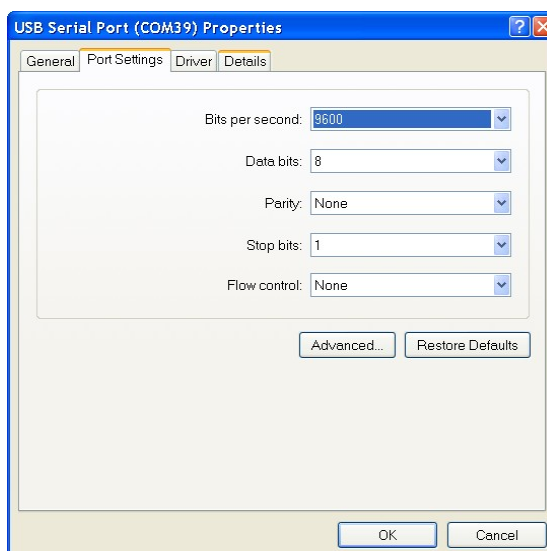 USB Serial Port (COM39) Properties
General Port Settings Driver Details
Bits per second: 9600
Data bits: 8
Parity: None
Stop bits: 1
Flow control: None
Advanced... Restore Defaults
OK Cancel